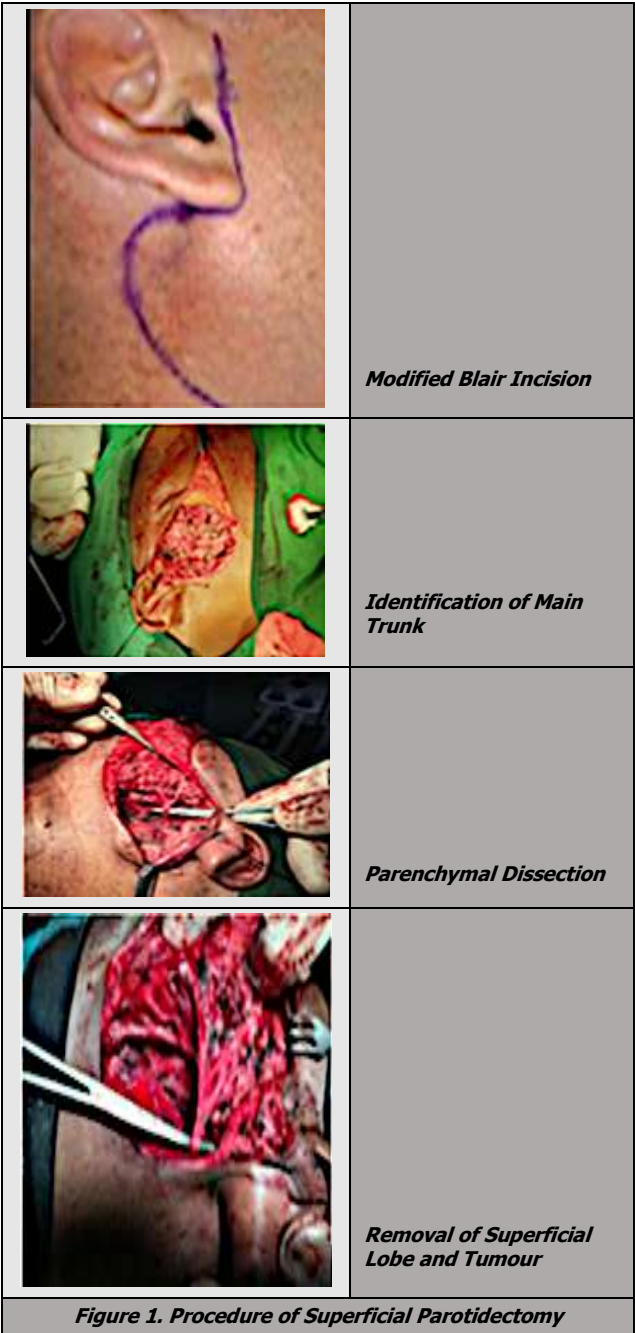 Modified Blair Incision
Identification of Main
Trunk
Parenchymal Dissection
Removal of Superficial
Lobe and Tumour
Figure 1. Procedure of Superficial Parotidectomy